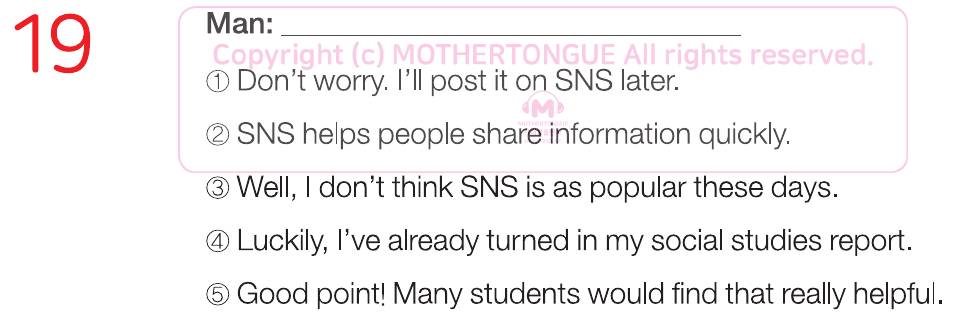 19
Man: ____________________
Copyright (c) MOTHERTONGUE All rights reserved.
① Don't worry. I'll post it on SNS later.
M
MOTHERTONGUE
② SNS helps people share information quickly.
③ Well, I don't think SNS is as popular these days.
④ Luckily, I've already turned in my social studies report.
⑤ Good point! Many students would find that really helpful.